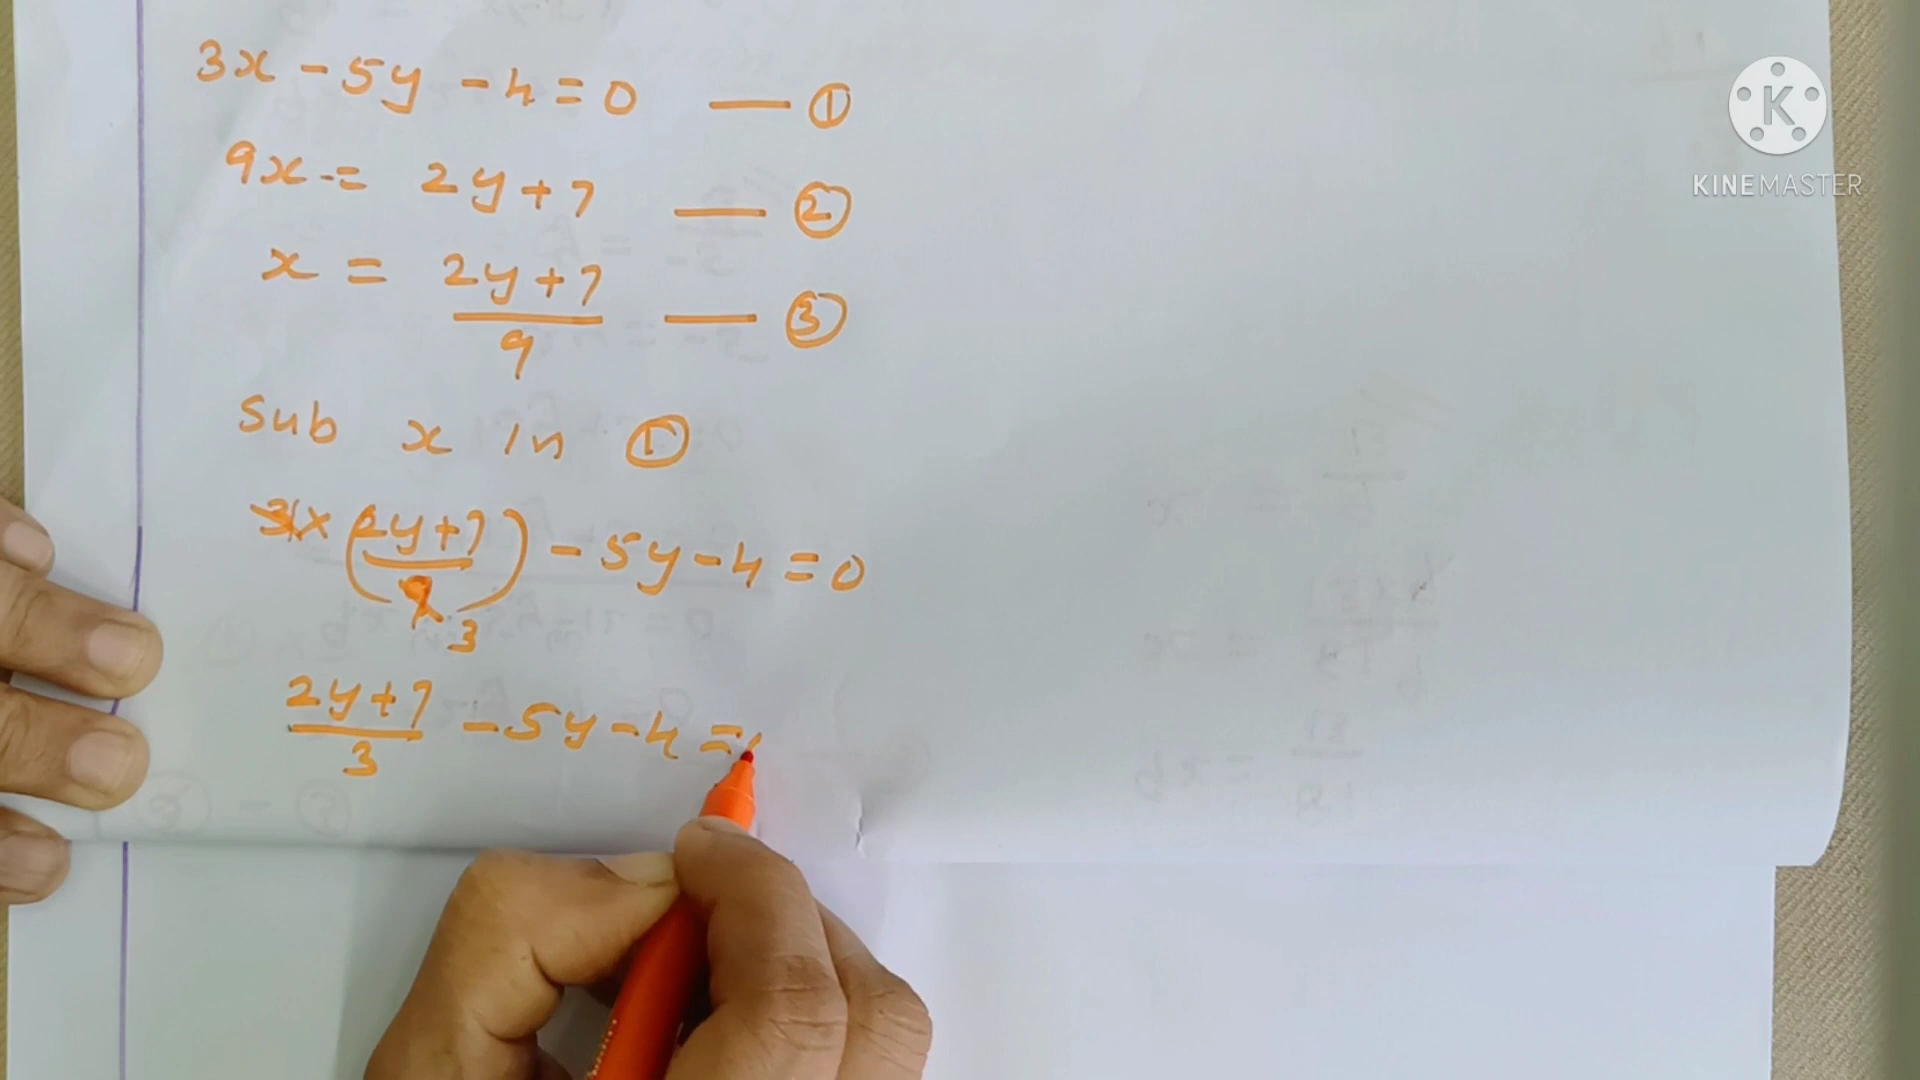 3x - 5y - 4 = 0 — ①
9x = 2y + 7 — ②
x = 2y + 7 / 9 — ③
Sub x in ①
3 × (2y + 7 / 9) - 5y - 4 = 0
3
2y + 7 / 3 - 5y - 4 =
K
KINEMASTER